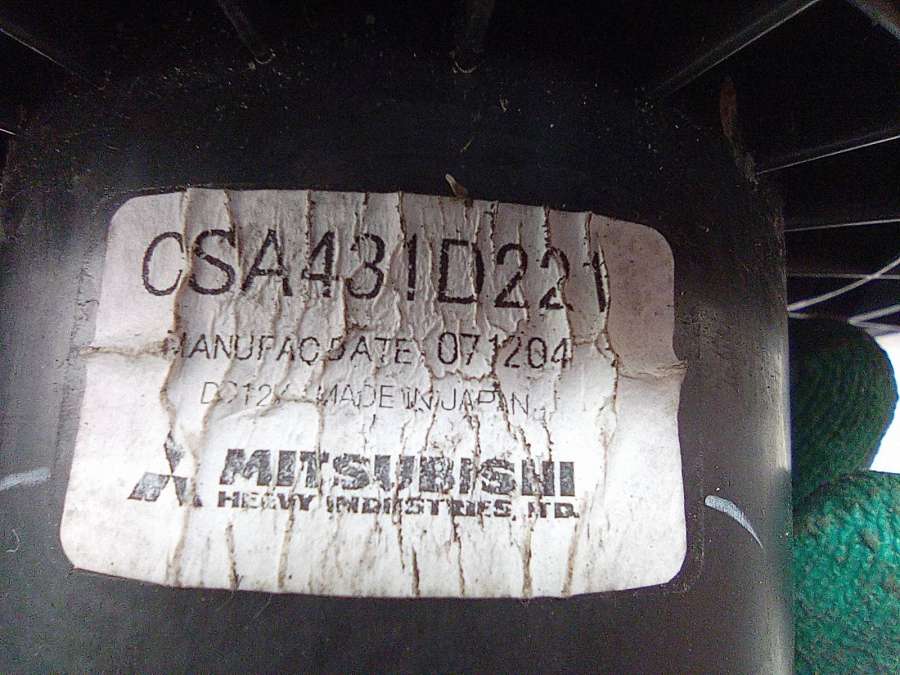 CSA431D221
MANUFAC DATE 071204
DC12V MADE IN JAPAN
MITSUBISHI
HEAVY INDUSTRIES, LTD.